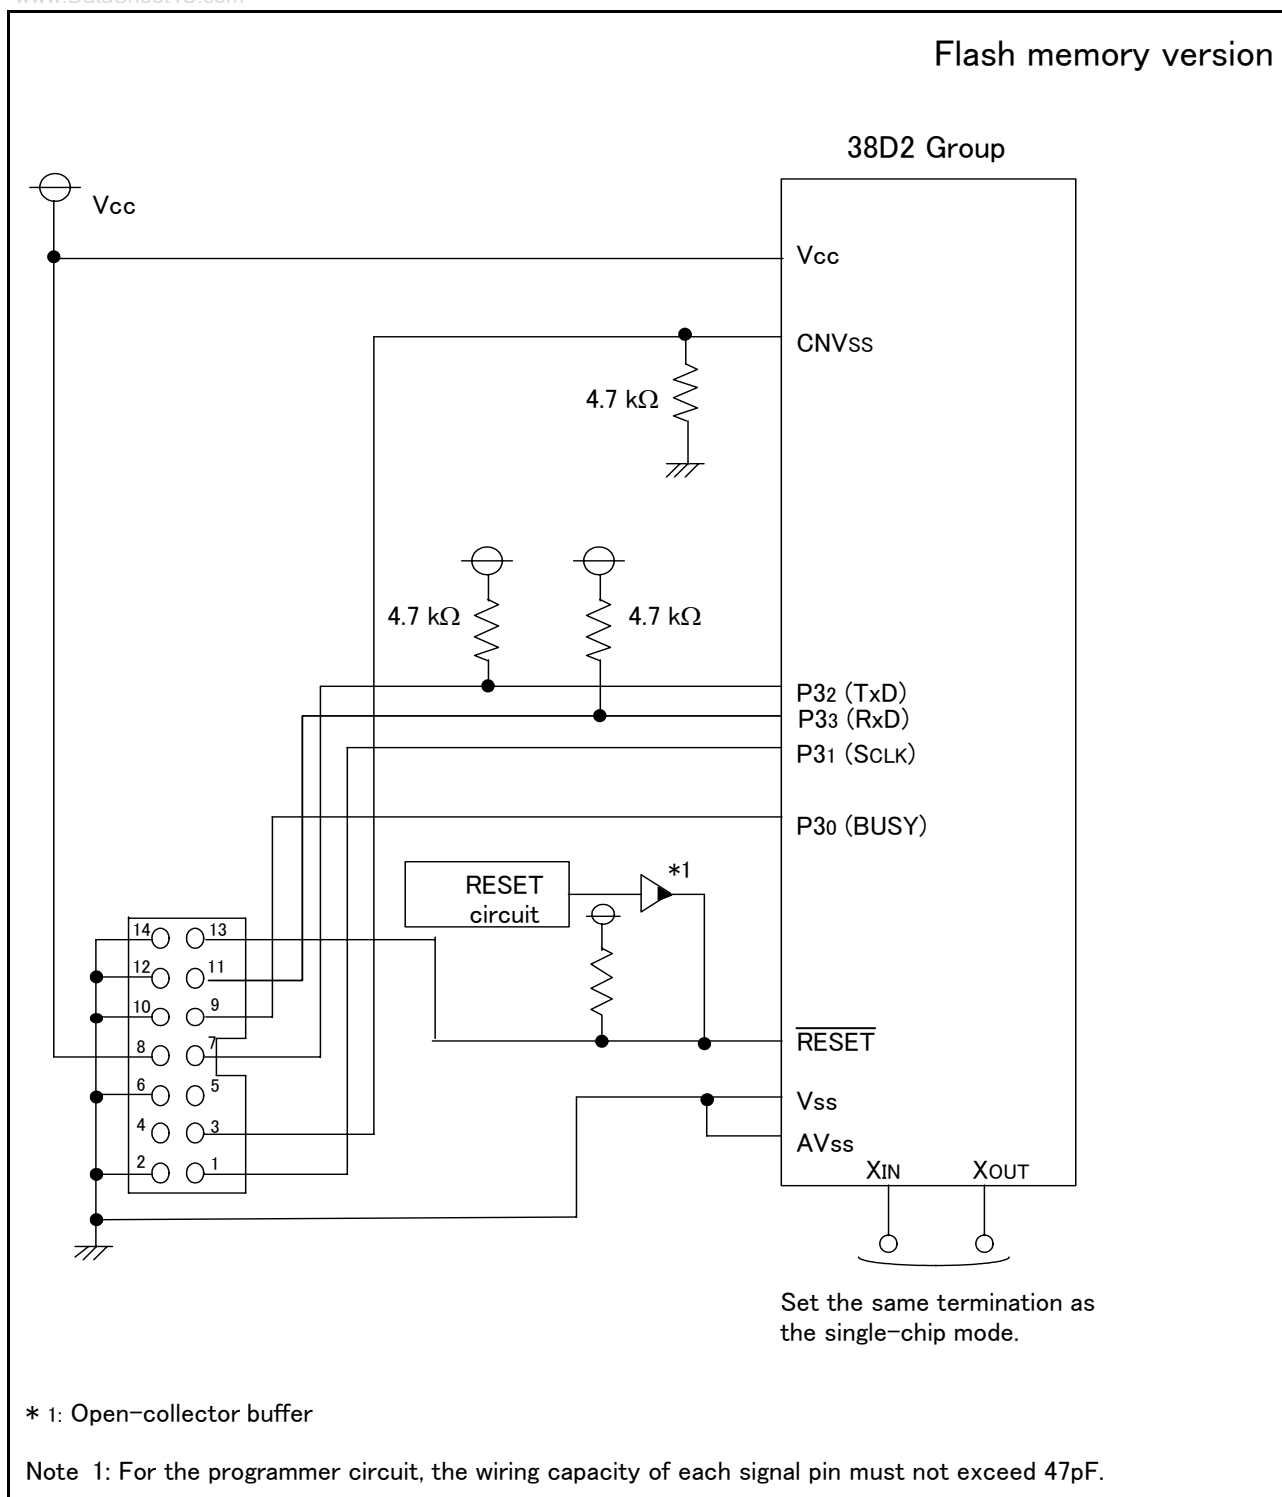 Flash memory version
38D2 Group
Vcc
Vcc
CNVss
4.7 kΩ
4.7 kΩ
4.7 kΩ
P32 (TxD)
P33 (RxD)
P31 (SCLK)
P30 (BUSY)
*1
RESET
circuit
14 13
12 11
10 9
8 7
6 5
4 3
2 1
RESET
Vss
AVss
XIN XOUT
Set the same termination as
the single-chip mode.
* 1: Open-collector buffer
Note 1: For the programmer circuit, the wiring capacity of each signal pin must not exceed 47pF.